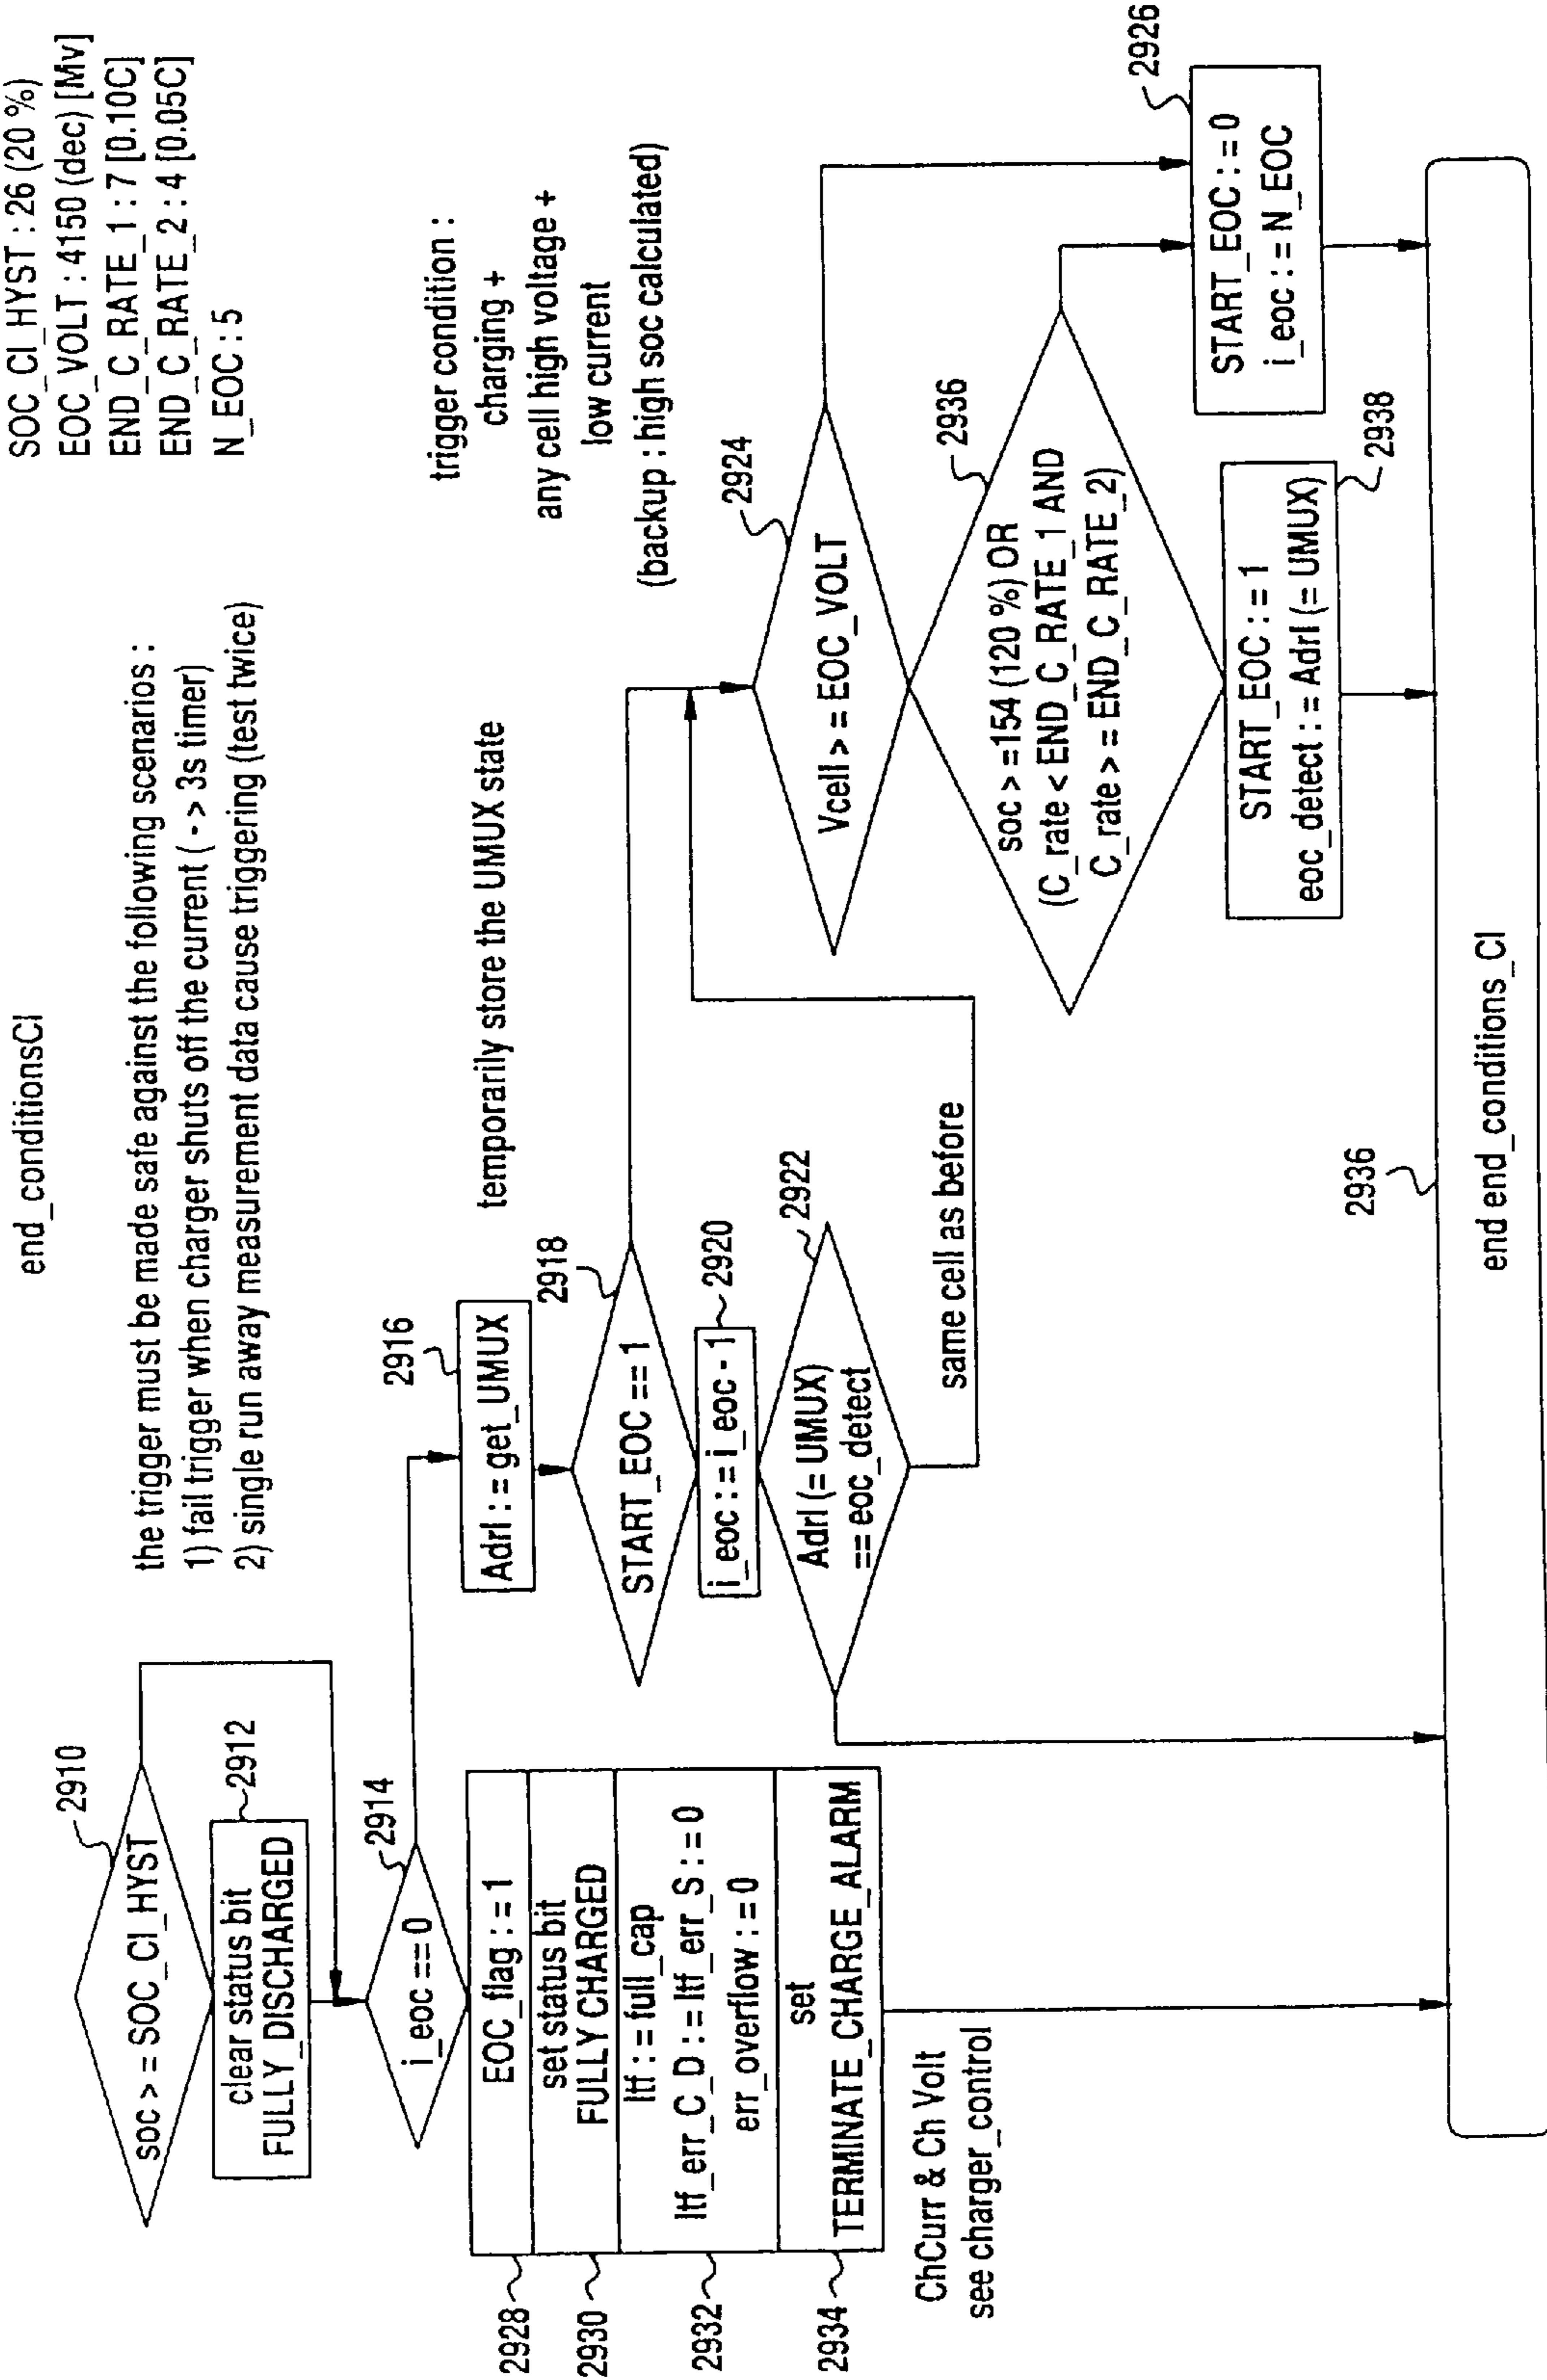 end_conditionsCI
SOC_CI_HYST : 26 (20 %)
EOC_VOLT : 4150 (dec) [Mv]
END_C_RATE_1 : 7 [0.10C]
END_C_RATE_2 : 4 [0.05C]
N_EOC : 5
the trigger must be made safe against the following scenarios :
1) fail trigger when charger shuts off the current ( - > 3s timer)
2) single run away measurement data cause triggering (test twice)
2910
soc > = SOC_CI_HYST
2912
clear status bit
FULLY_DISCHARGED
2914
i_eoc == 0
2916
Adrl : = get_UMUX
temporarily store the UMUX state
trigger condition :
charging +
any cell high voltage +
low current
(backup : high soc calculated)
2918
START_EOC == 1
2920
i_eoc : = i_eoc - 1
2922
Adrl (= UMUX)
== eoc_detect
same cell as before
2924
Vcell > = EOC_VOLT
2936
soc > = 154 (120 %) OR
(C_rate < END_C_RATE_1 AND
C_rate > = END_C_RATE_2)
2926
START_EOC : = 0
i_eoc : = N_EOC
2938
START_EOC : = 1
eoc_detect : = Adrl (= UMUX)
2928
EOC_flag : = 1
2930
set status bit
FULLY CHARGED
2932
Itf : = full_cap
Itf_err_C_D : = Itf_err_S : = 0
err_overflow : = 0
2934
set
TERMINATE_CHARGE_ALARM
ChCurr & Ch Volt
see charger_control
2936
end end_conditions_CI